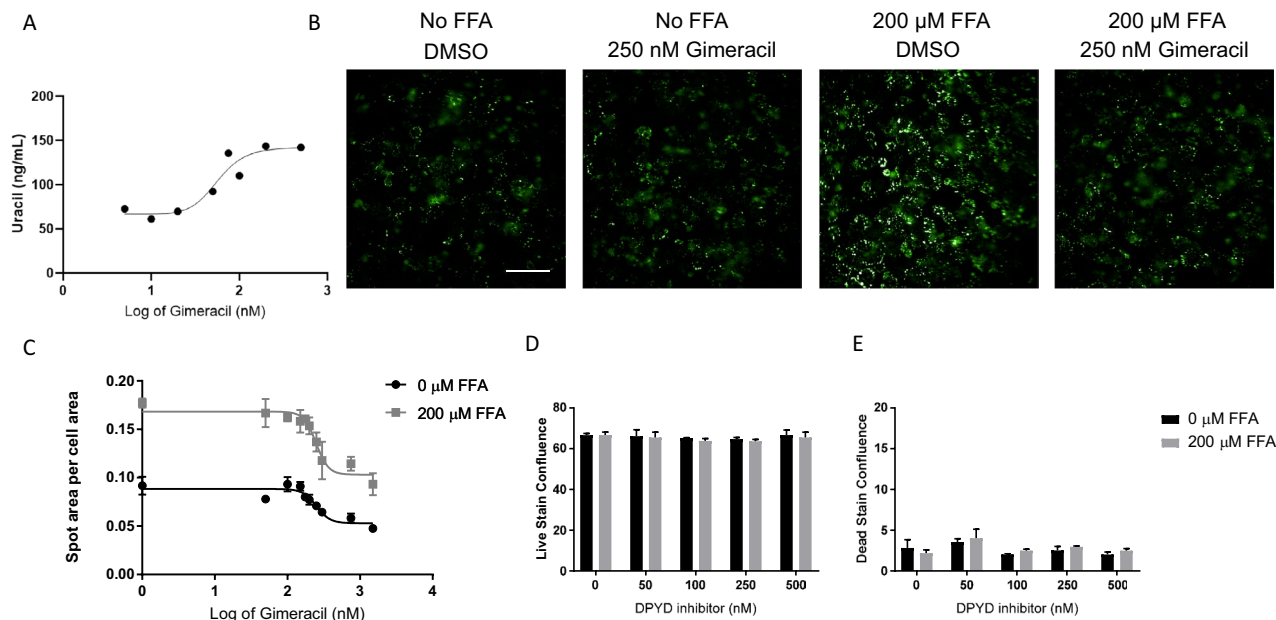 A
B
No FFA
DMSO
No FFA
250 nM Gimeracil
200 µM FFA
DMSO
200 µM FFA
250 nM Gimeracil
200
150
100
50
0
Uracil (ng/mL)
0
1
2
3
Log of Gimeracil (nM)
C
0.20
0.15
0.10
0.05
0.00
Spot area per cell area
0
1
2
3
4
Log of Gimeracil (nM)
0 µM FFA
200 µM FFA
D
80
60
40
20
0
Live Stain Confluence
0
50
100
250
500
DPYD inhibitor (nM)
E
20
15
10
5
0
Dead Stain Confluence
0
50
100
250
500
DPYD inhibitor (nM)
0 µM FFA
200 µM FFA